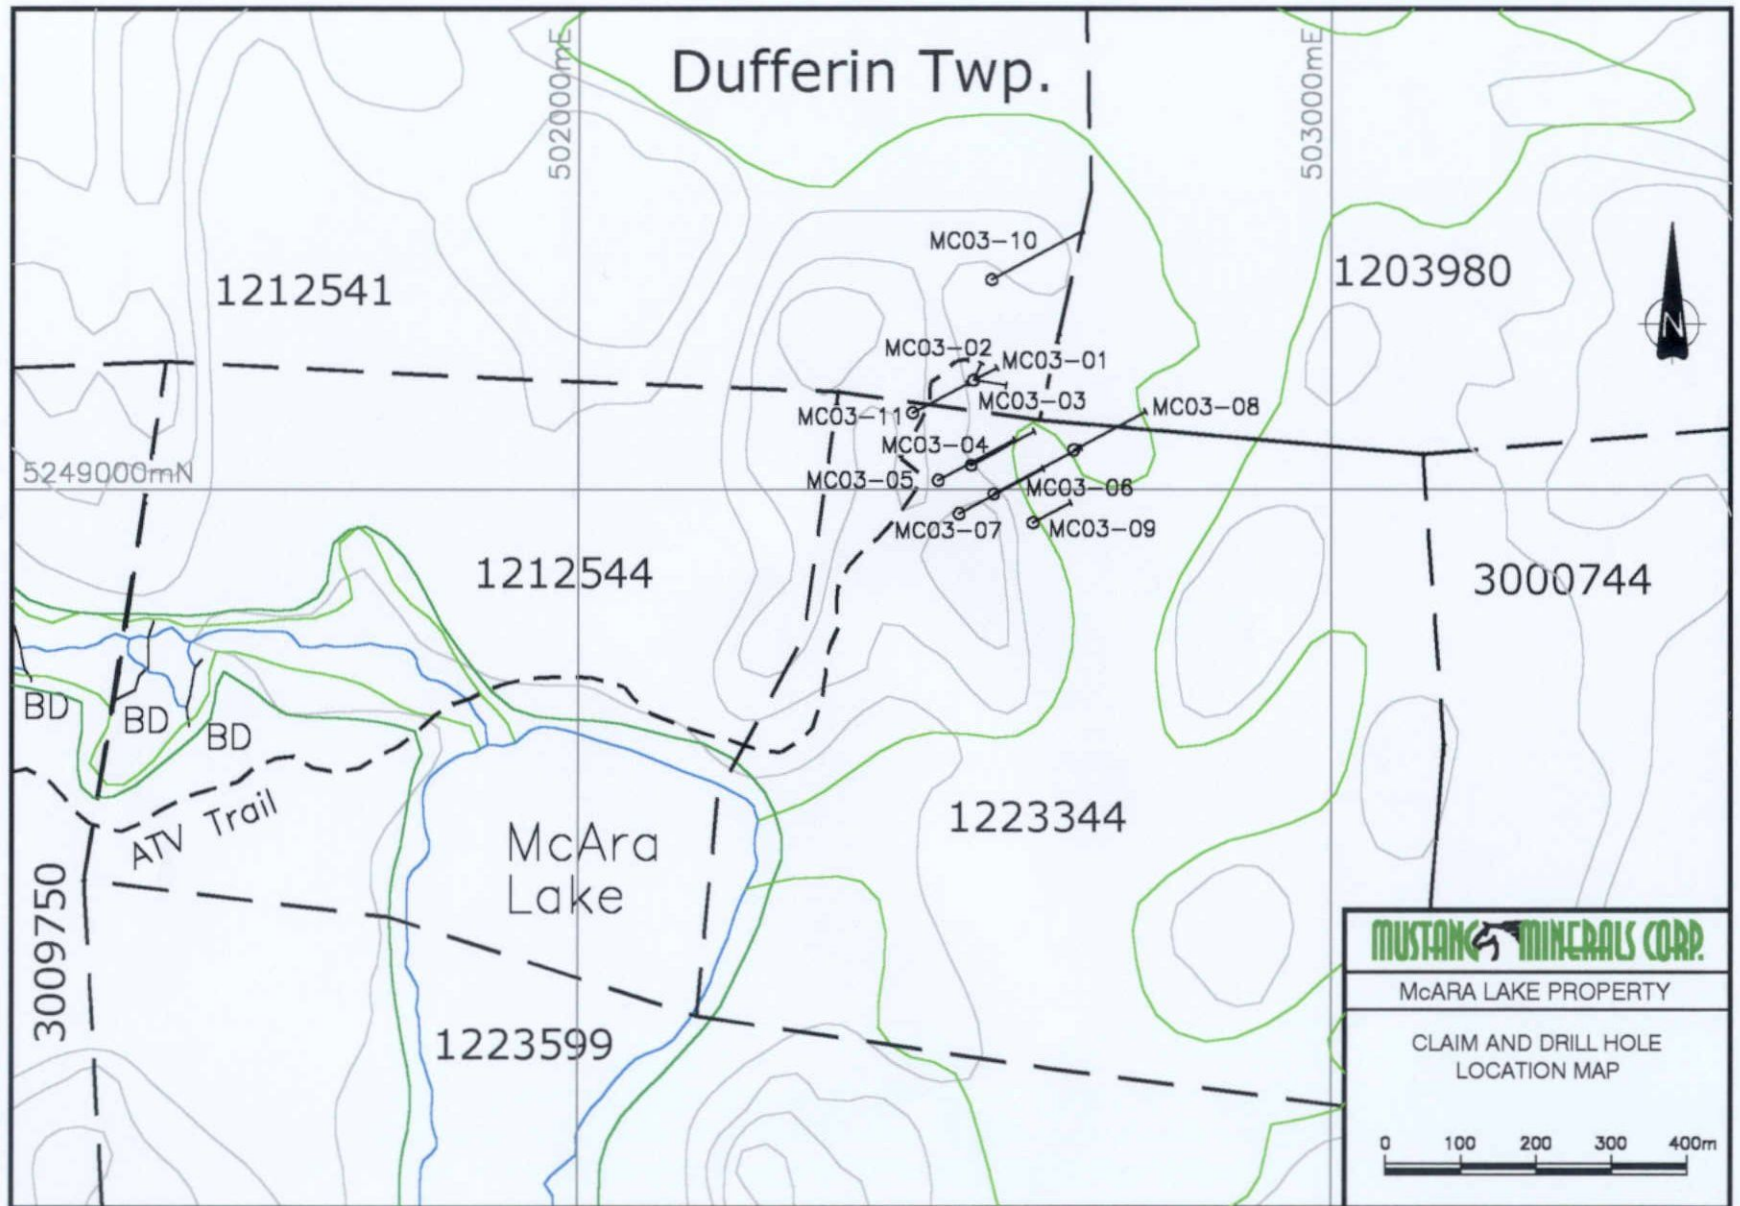 Dufferin Twp.
502000mE
503000mE
MC03-10
1212541
1203980
N
MC03-02
MC03-01
MC03-03
MC03-11
MC03-08
MC03-04
5249000mN
MC03-05
MC03-06
MC03-07
MC03-09
1212544
3000744
BD
BD
BD
ATV Trail
McAra
Lake
1223344
3009750
1223599
MUSTANG MINERALS CORP.
McARA LAKE PROPERTY
CLAIM AND DRILL HOLE
LOCATION MAP
0 100 200 300 400m